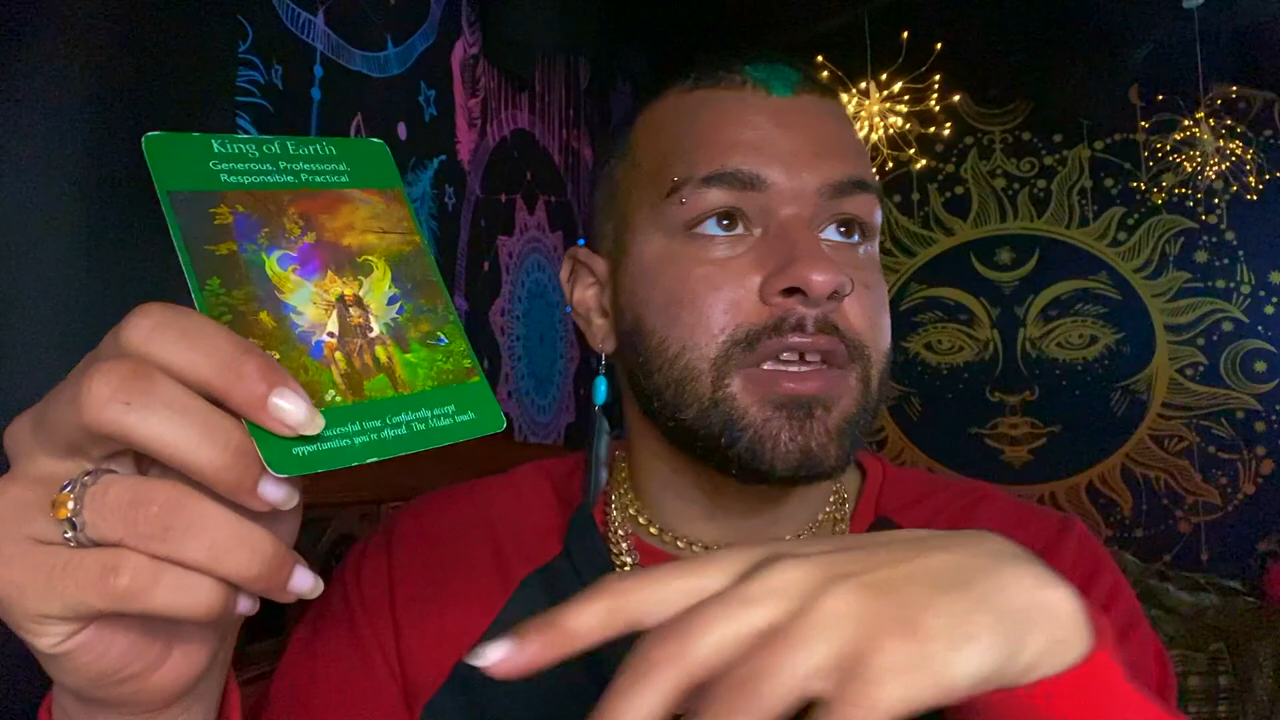 King of Earth
Generous, Professional,
Responsible, Practical
successful time. Confidently accept
opportunities you're offered. The Midas touch.